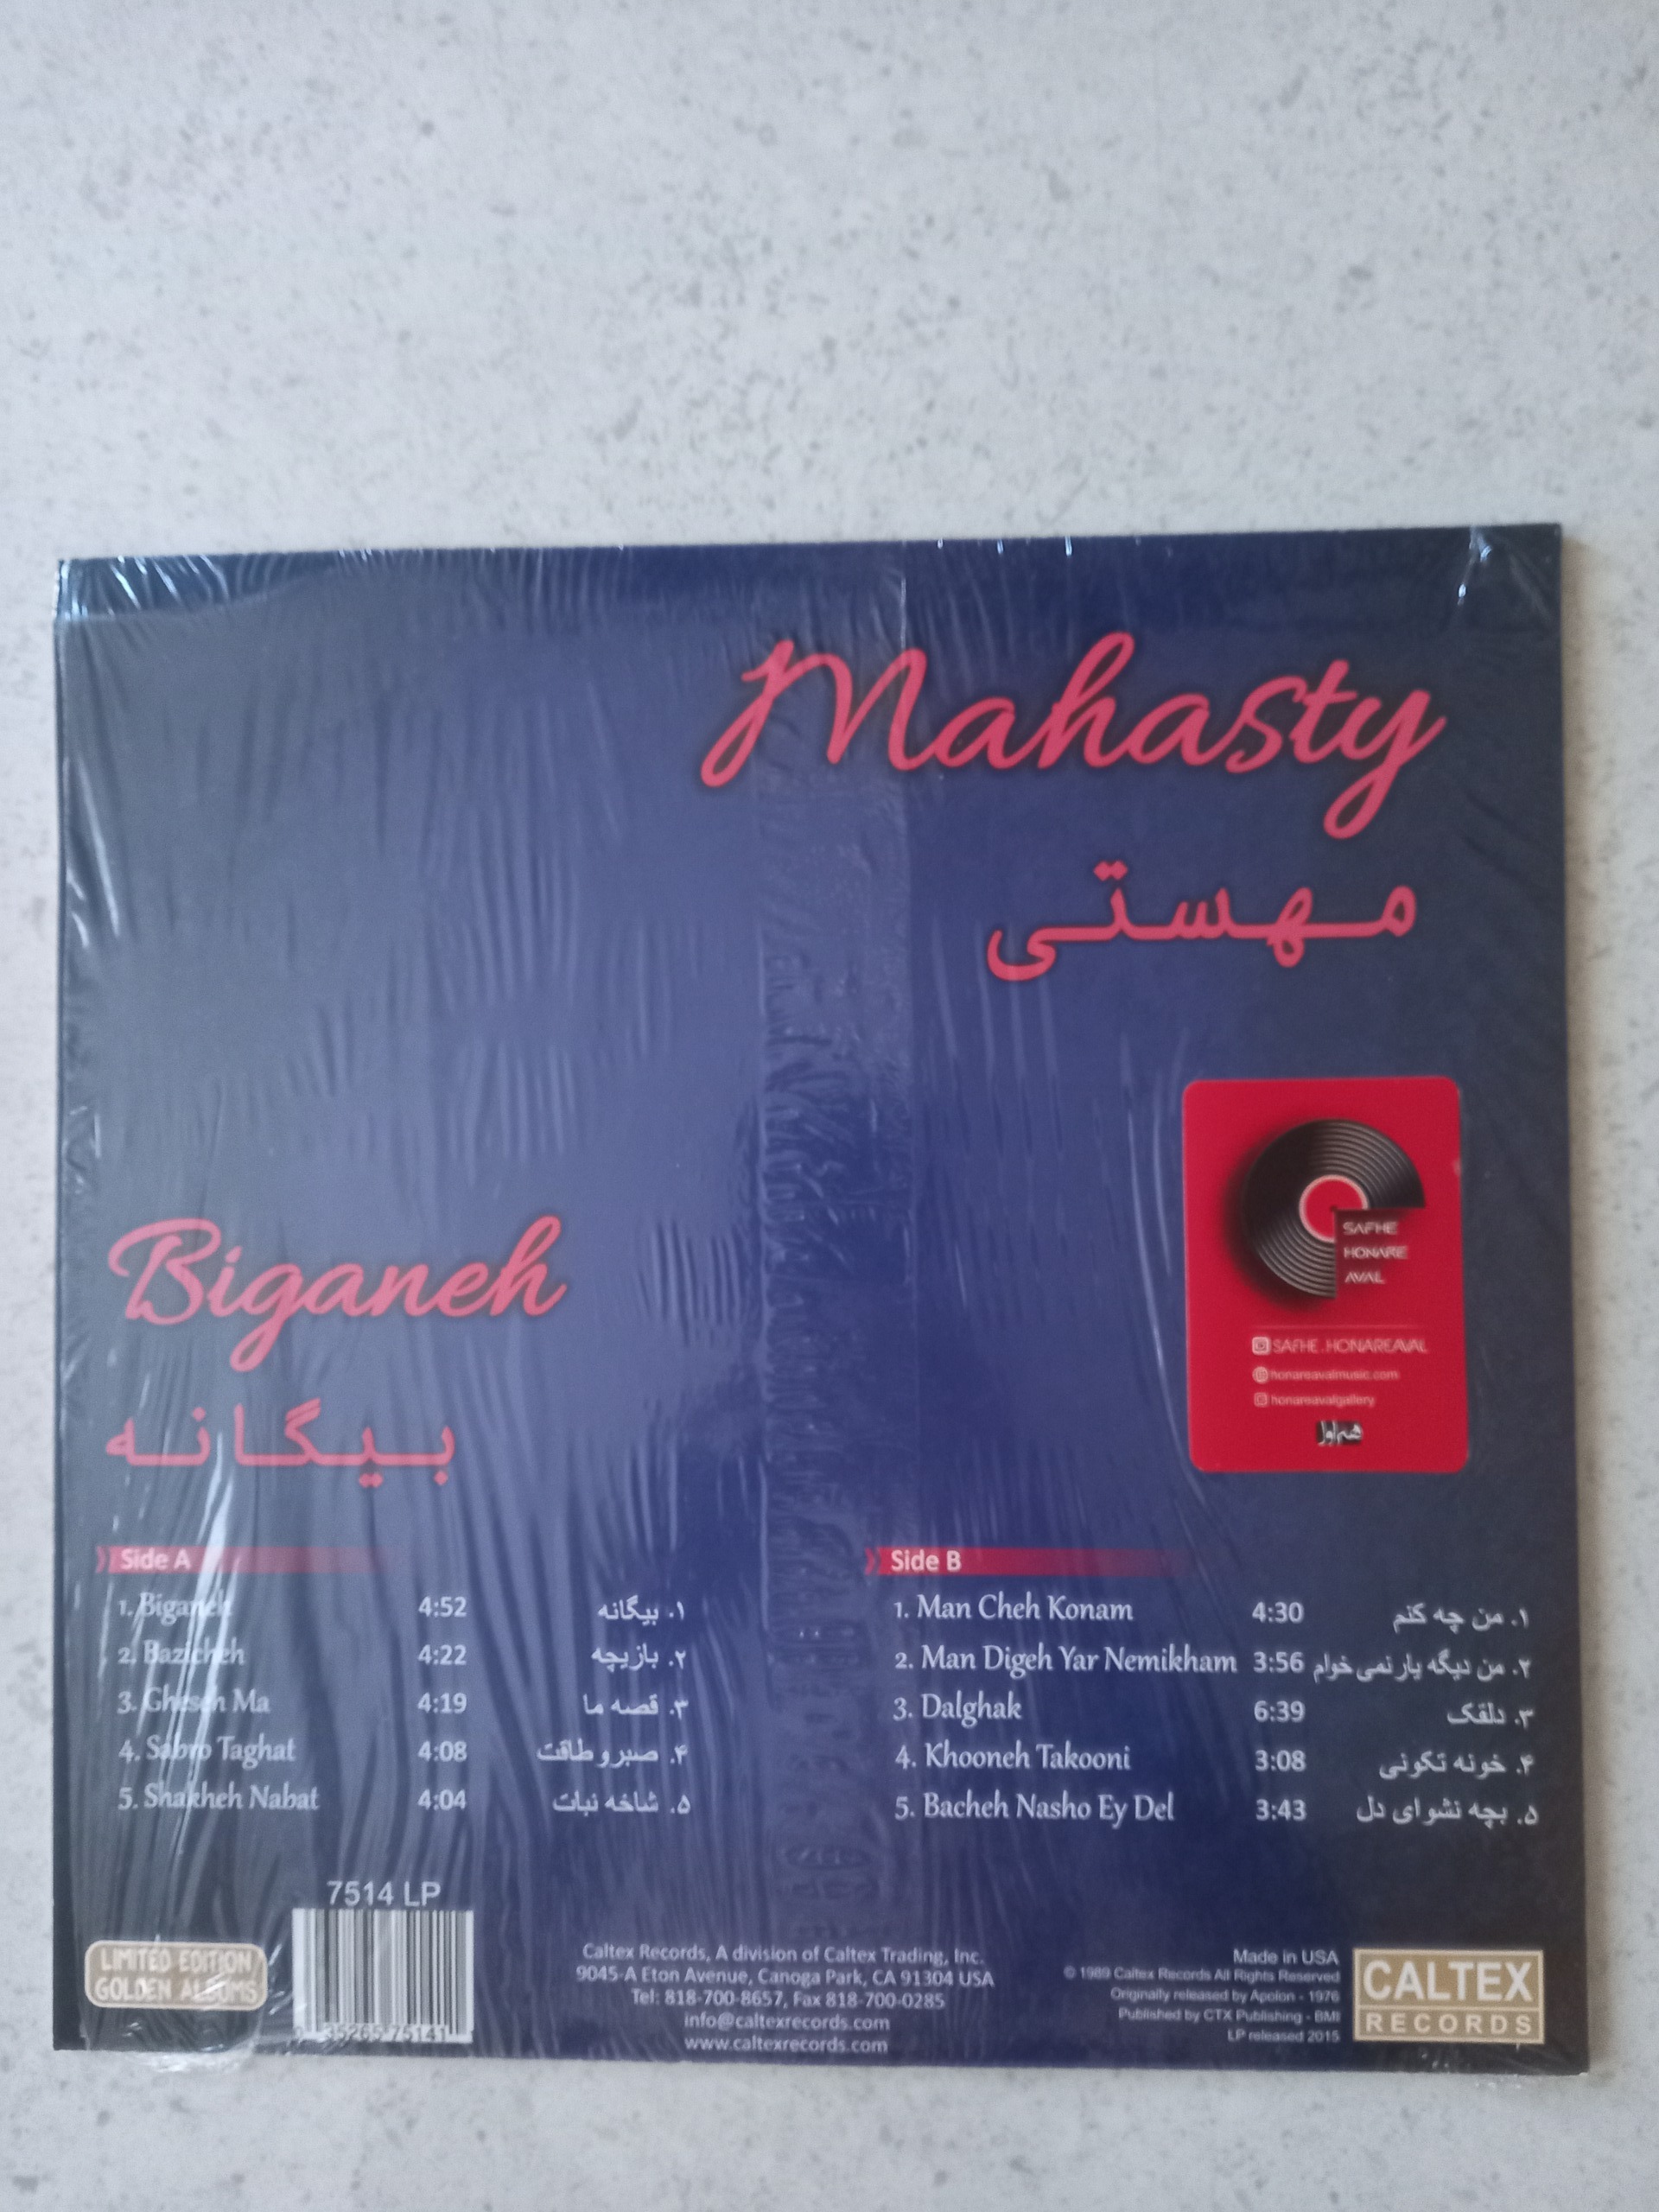 Mahasty
مهستی
SAFHE
HONARE
AVAL
SAFHE.HONAREAVAL
honareavalmusic.com
honareavalgallery
هنر اول
Biganeh
بیگانه
Side A
1. Biganeh 4:52 ۱. بیگانه
2. Bazicheh 4:22 ۲. بازیچه
3. Gheseh Ma 4:19 ۳. قصه ما
4. Sabro Taghat 4:08 ۴. صبر و طاقت
5. Shakheh Nabat 4:04 ۵. شاخه نبات
Side B
1. Man Cheh Konam 4:30 ۱. من چه کنم
2. Man Digeh Yar Nemikham 3:56 ۲. من دیگه یار نمی خوام
3. Dalghak 6:39 ۳. دلقک
4. Khooneh Takooni 3:08 ۴. خونه تکونی
5. Bacheh Nasho Ey Del 3:43 ۵. بچه نشو ای دل
LIMITED EDITION
GOLDEN ALBUMS
7514 LP
35265 75141
Caltex Records, A division of Caltex Trading, Inc.
9045-A Eton Avenue, Canoga Park, CA 91304 USA
Tel: 818-700-8657, Fax 818-700-0285
info@caltexrecords.com
www.caltexrecords.com
Made in USA
© 1989 Caltex Records All Rights Reserved
Originally released by Apolon - 1976
Published by CTX Publishing - BMI
LP released 2015
CALTEX
RECORDS